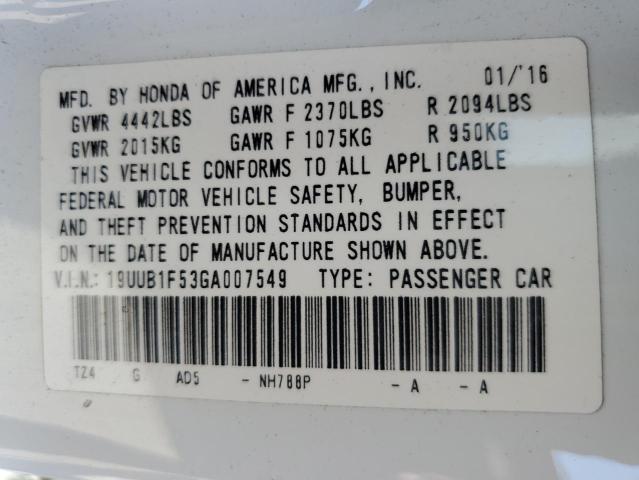 MFD. BY HONDA OF AMERICA MFG., INC. 01/'16
GVWR 4442LBS GAWR F 2370LBS R 2094LBS
GVWR 2015KG GAWR F 1075KG R 950KG
THIS VEHICLE CONFORMS TO ALL APPLICABLE
FEDERAL MOTOR VEHICLE SAFETY, BUMPER,
AND THEFT PREVENTION STANDARDS IN EFFECT
ON THE DATE OF MANUFACTURE SHOWN ABOVE.
V.I.N.: 19UUB1F53GA007549 TYPE: PASSENGER CAR
TZ4 G AD5 - NH788P - A - A